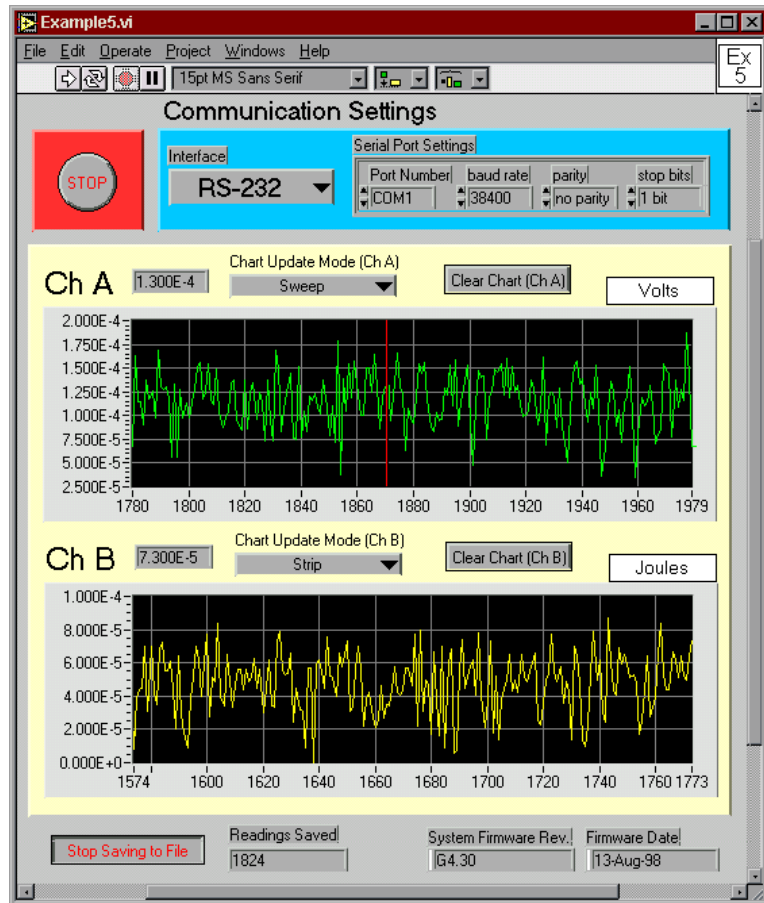 Example5.vi
File Edit Operate Project Windows Help
15pt MS Sans Serif
Ex
5
Communication Settings
STOP
Interface
RS-232
Serial Port Settings
Port Number baud rate parity stop bits
COM1 38400 no parity 1 bit
Ch A 1.300E-4
Chart Update Mode (Ch A)
Sweep
Clear Chart (Ch A)
Volts
2.000E-4
1.750E-4
1.500E-4
1.250E-4
1.000E-4
7.500E-5
5.000E-5
2.500E-5
1780 1800 1820 1840 1860 1880 1900 1920 1940 1960 1979
Ch B 7.300E-5
Chart Update Mode (Ch B)
Strip
Clear Chart (Ch B)
Joules
1.000E-4
8.000E-5
6.000E-5
4.000E-5
2.000E-5
0.000E+0
1574 1600 1620 1640 1660 1680 1700 1720 1740 1760 1773
Stop Saving to File
Readings Saved
1824
System Firmware Rev.
G4.30
Firmware Date
13-Aug-98